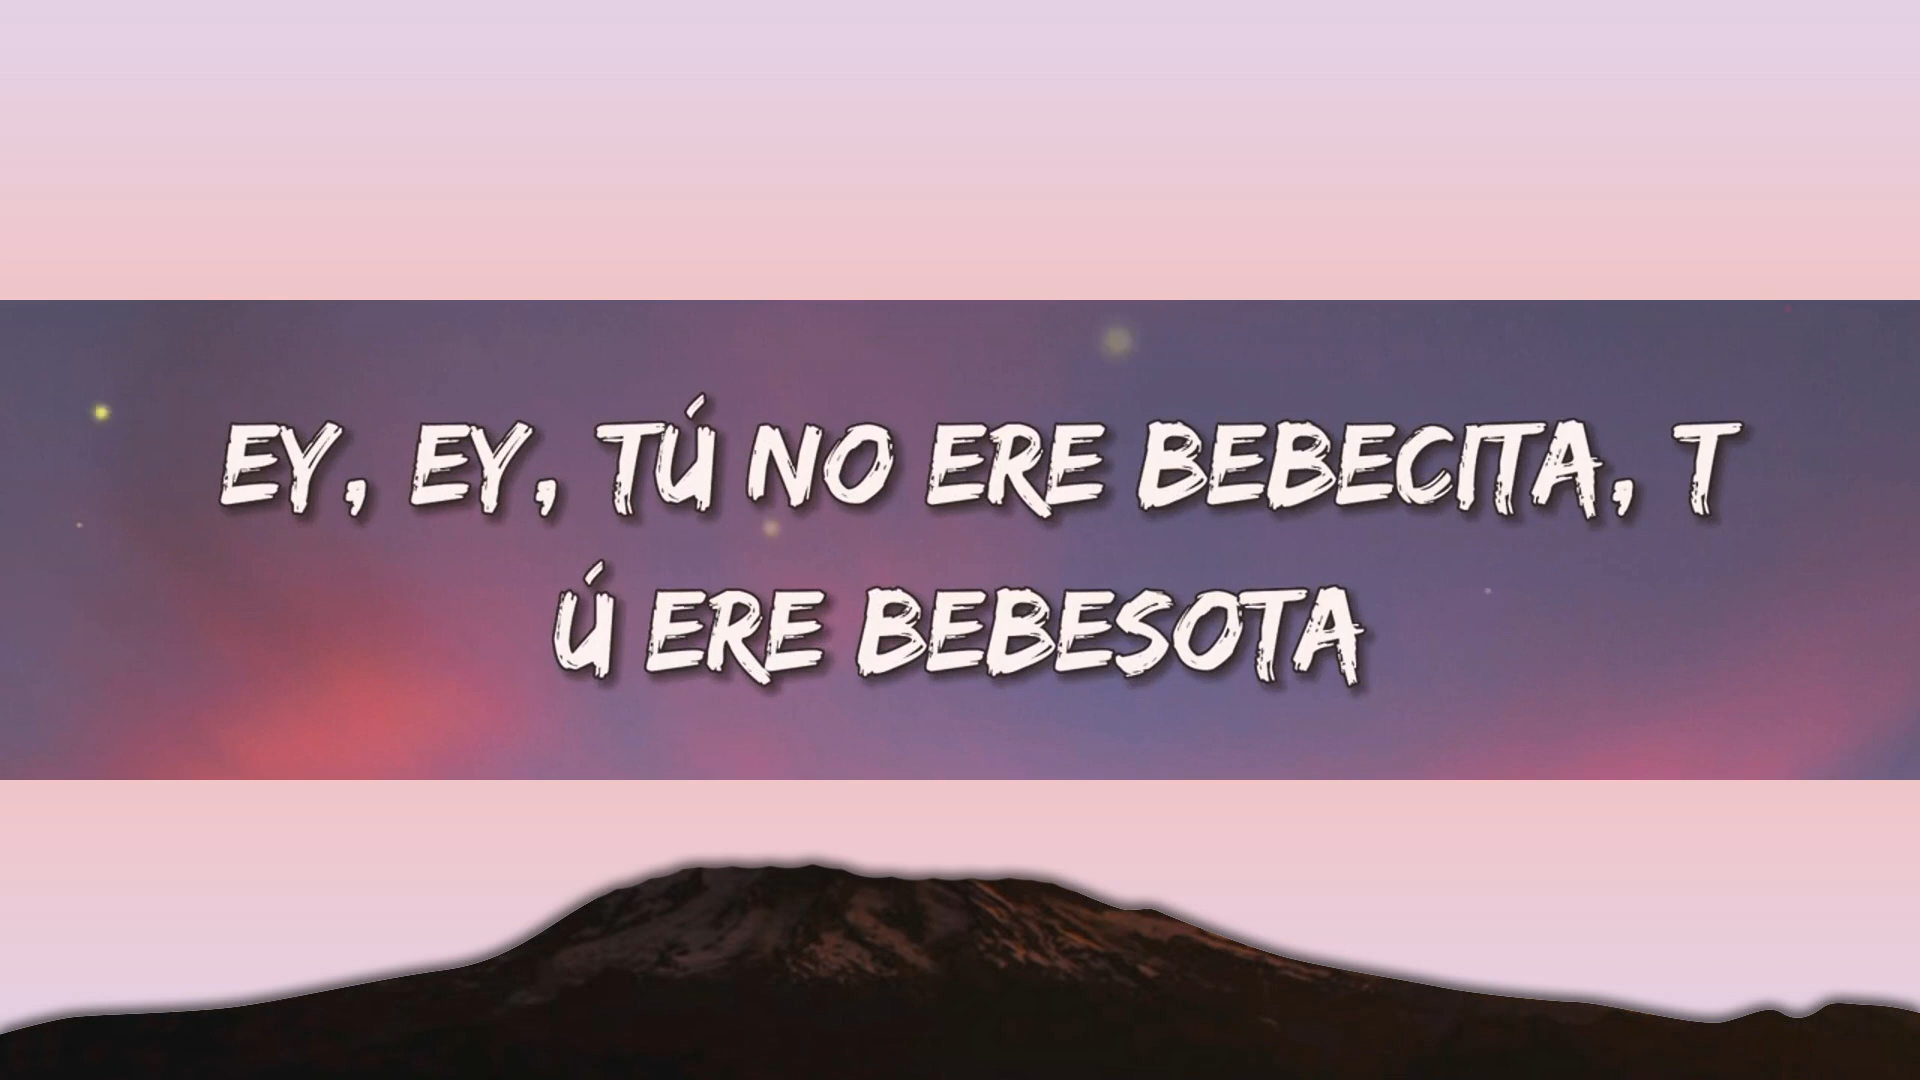 EY, EY, TÚ NO ERE BEBECITA, T
Ú ERE BEBESOTA